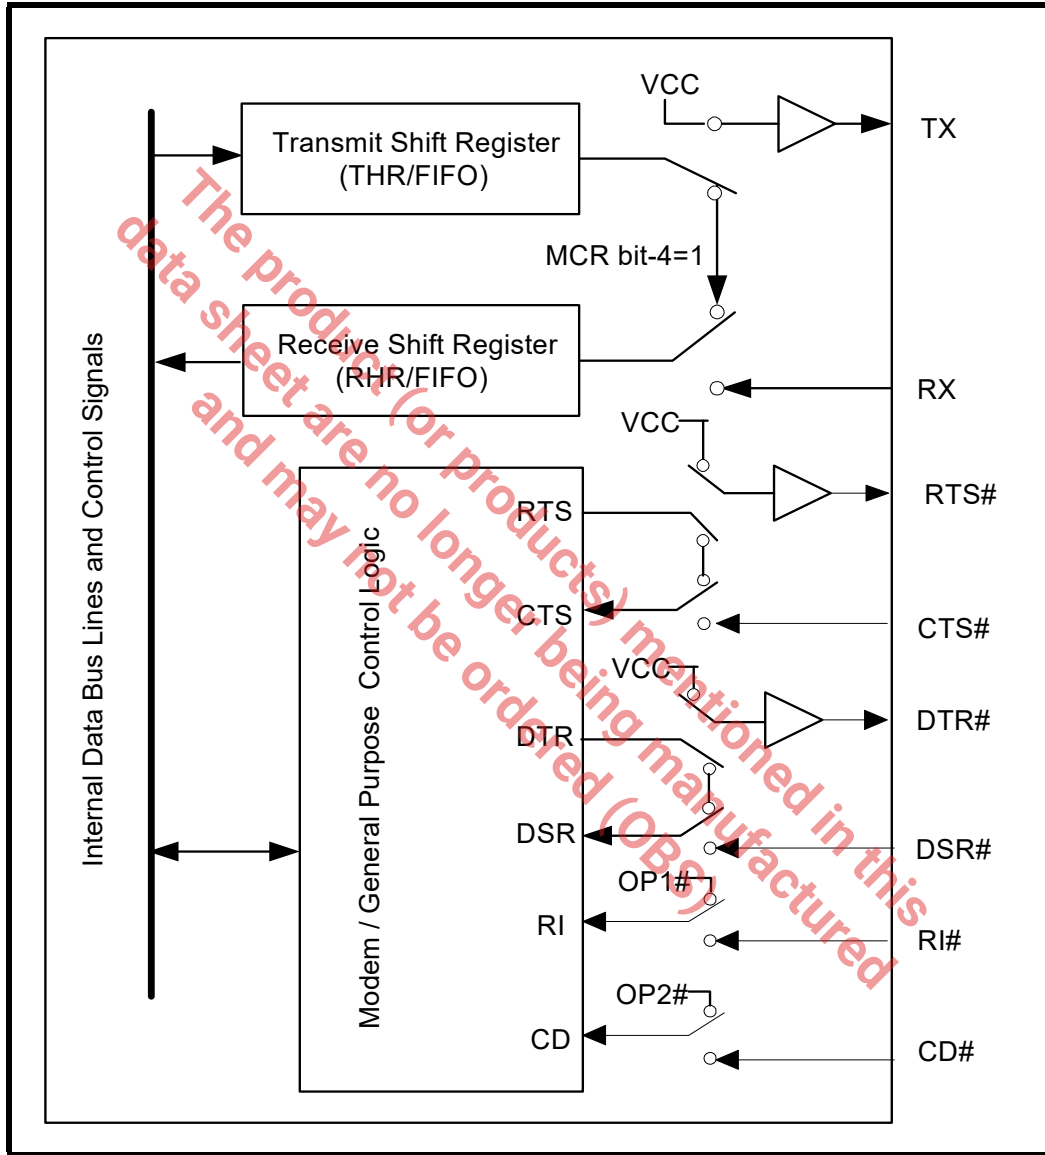 VCC
TX
Transmit Shift Register
(THR/FIFO)
MCR bit-4=1
Receive Shift Register
(RHR/FIFO)
RX
VCC
RTS#
RTS
CTS
CTS#
VCC
DTR#
DTR
DSR
DSR#
OP1#
RI
RI#
OP2#
CD
CD#
Internal Data Bus Lines and Control Signals
Modem / General Purpose Control Logic
The product (or products) mentioned in this
data sheet are no longer being manufactured
and may not be ordered (OBS)